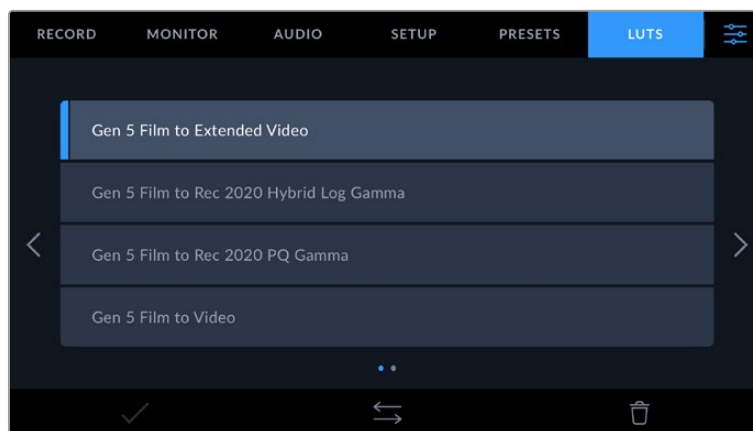 RECORD MONITOR AUDIO SETUP PRESETS LUTS
Gen 5 Film to Extended Video
Gen 5 Film to Rec 2020 Hybrid Log Gamma
Gen 5 Film to Rec 2020 PQ Gamma
Gen 5 Film to Video